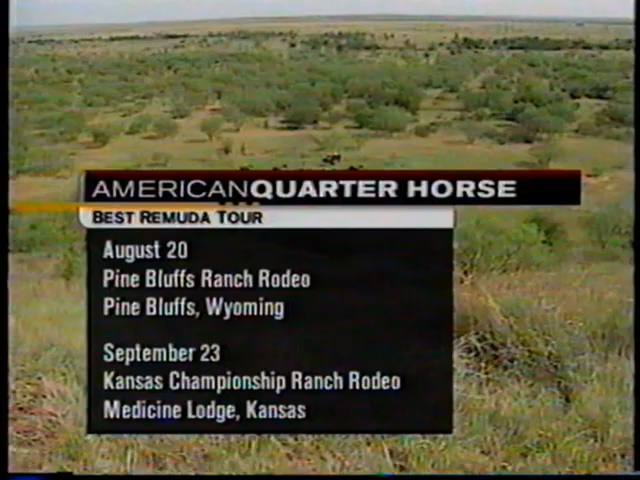 AMERICANQUARTER HORSE
BEST REMUDA TOUR
August 20
Pine Bluffs Ranch Rodeo
Pine Bluffs, Wyoming
September 23
Kansas Championship Ranch Rodeo
Medicine Lodge, Kansas